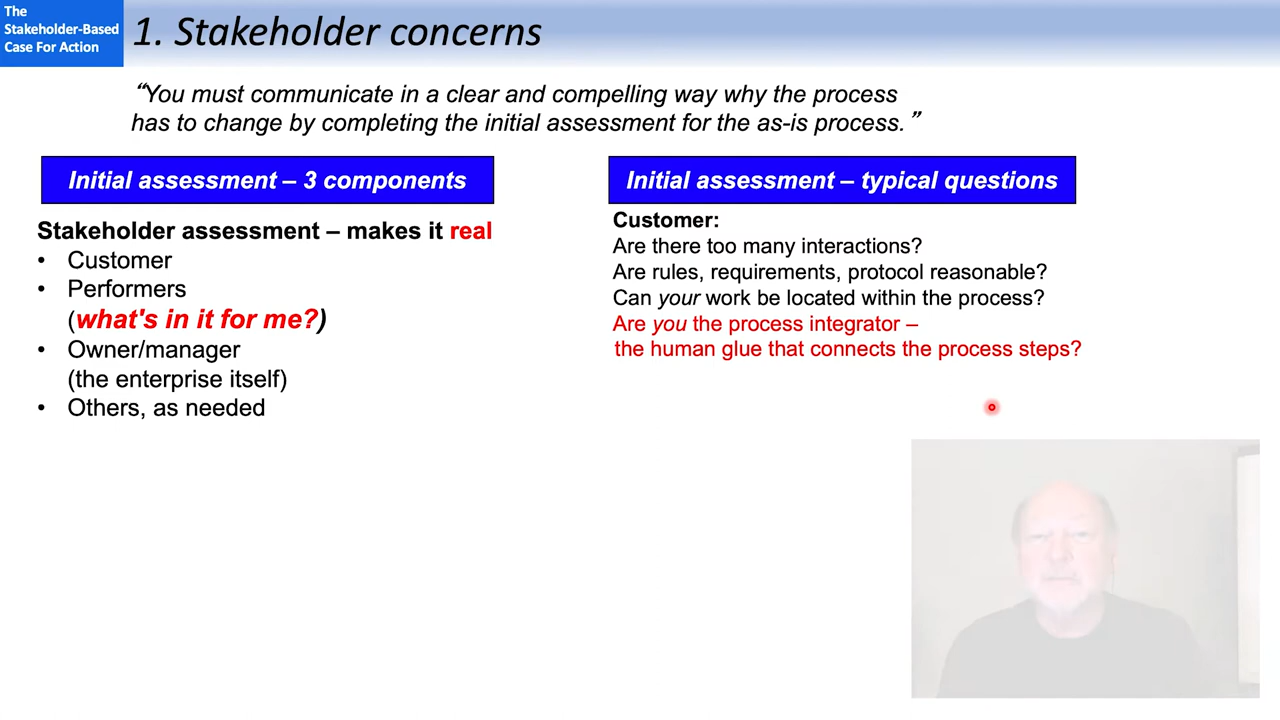 The
Stakeholder-Based
Case For Action
1. Stakeholder concerns
“You must communicate in a clear and compelling way why the process
has to change by completing the initial assessment for the as-is process.”
Initial assessment – 3 components
Stakeholder assessment – makes it real
• Customer
• Performers
(what's in it for me?)
• Owner/manager
(the enterprise itself)
• Others, as needed
Initial assessment – typical questions
Customer:
Are there too many interactions?
Are rules, requirements, protocol reasonable?
Can your work be located within the process?
Are you the process integrator –
the human glue that connects the process steps?